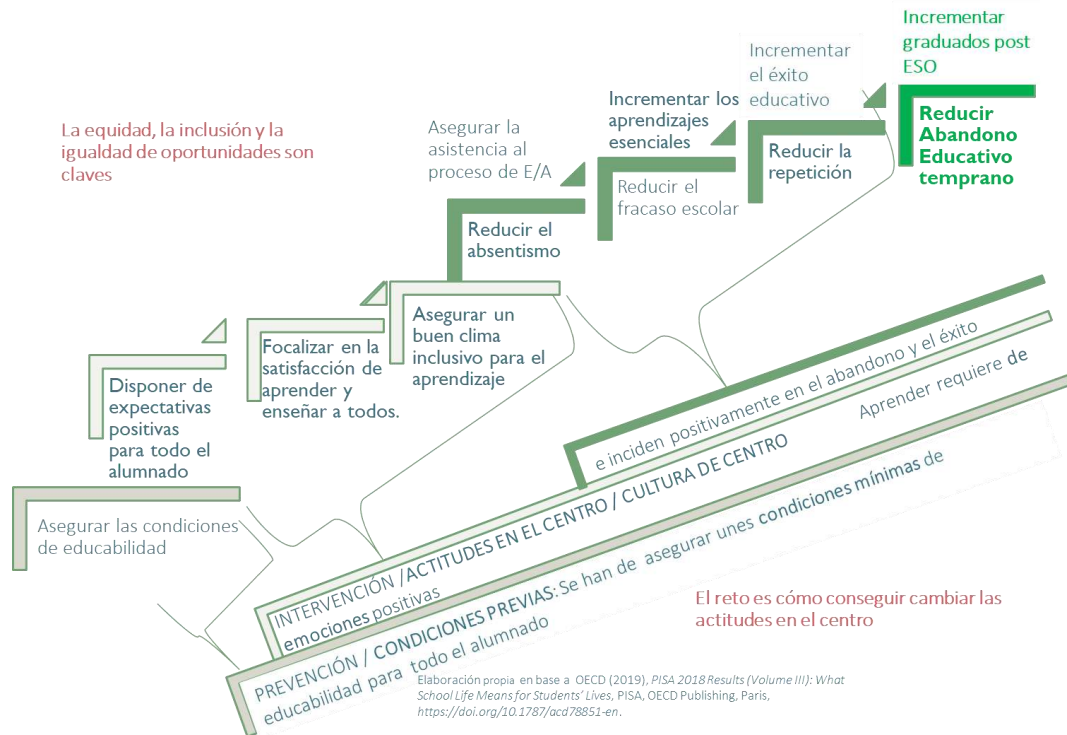 Incrementar
graduados post
ESO
Reducir
Abandono
Educativo
temprano
Incrementar
el éxito
educativo
Reducir la
repetición
Incrementar los
aprendizajes
esenciales
Reducir el
fracaso escolar
Asegurar la
asistencia al
proceso de E/A
Reducir el
absentismo
La equidad, la inclusión y la
igualdad de oportunidades son
claves
Asegurar un
buen clima
inclusivo para el
aprendizaje
Focalizar en la
satisfacción de
aprender y
enseñar a todos.
Disponer de
expectativas
positivas
para todo el
alumnado
Asegurar las condiciones
de educabilidad
e inciden positivamente en el abandono y el éxito
INTERVENCIÓN /ACTITUDES EN EL CENTRO / CULTURA DE CENTRO Aprender requiere de
emociones positivas
PREVENCIÓN / CONDICIONES PREVIAS: Se han de asegurar unes condiciones mínimas de
educabilidad para todo el alumnado
El reto es cómo conseguir cambiar las
actitudes en el centro
Elaboración propia en base a OECD (2019), PISA 2018 Results (Volume III): What
School Life Means for Students' Lives, PISA, OECD Publishing, Paris,
https://doi.org/10.1787/acd78851-en.